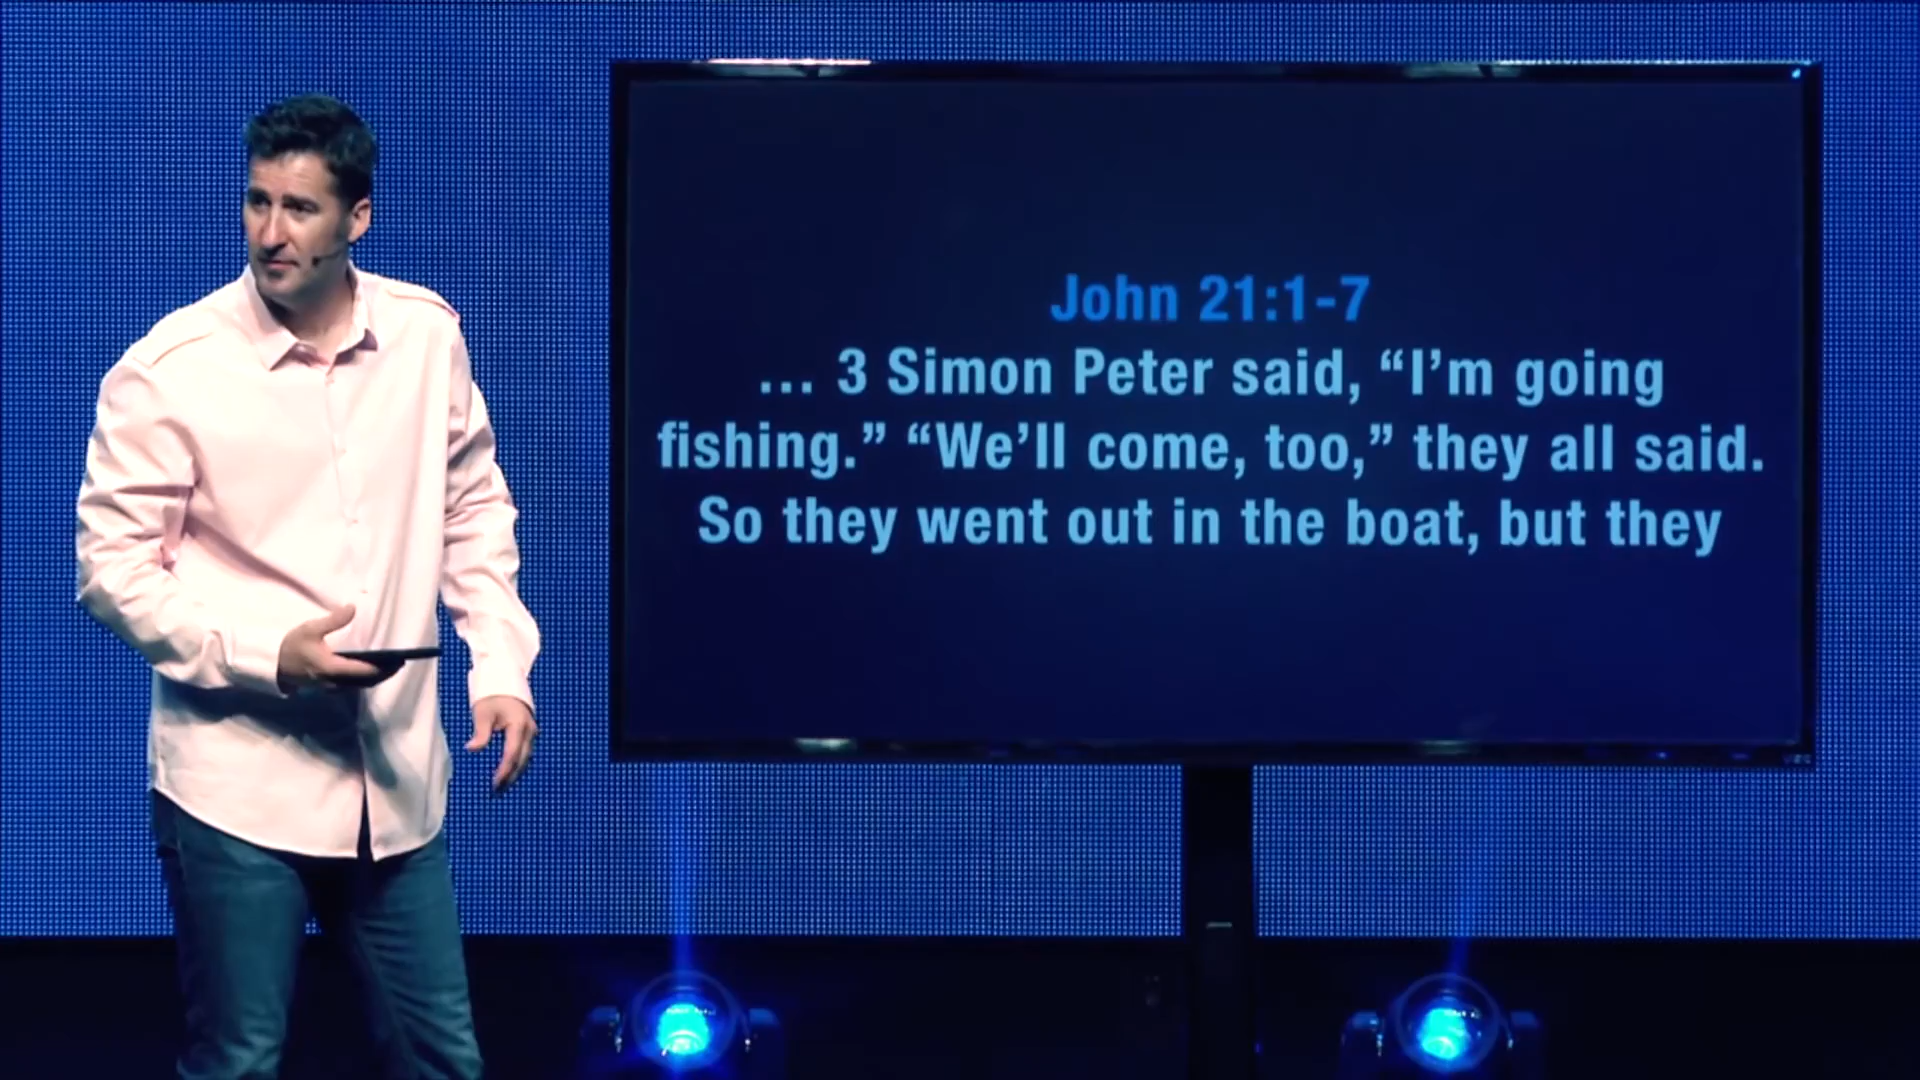 John 21:1-7
… 3 Simon Peter said, “I’m going
fishing.” “We’ll come, too,” they all said.
So they went out in the boat, but they